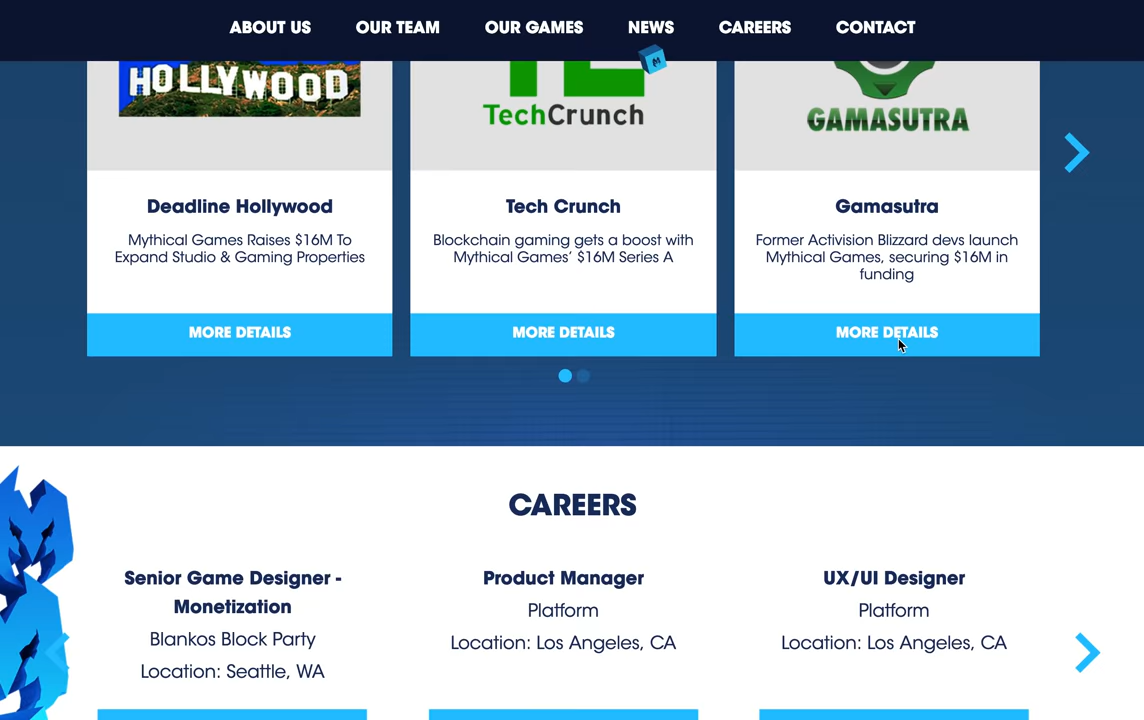 ABOUT US OUR TEAM OUR GAMES NEWS CAREERS CONTACT
HOLLYWOOD
TechCrunch
GAMASUTRA
Deadline Hollywood
Mythical Games Raises $16M To
Expand Studio & Gaming Properties
MORE DETAILS
Tech Crunch
Blockchain gaming gets a boost with
Mythical Games’ $16M Series A
MORE DETAILS
Gamasutra
Former Activision Blizzard devs launch
Mythical Games, securing $16M in
funding
MORE DETAILS
CAREERS
Senior Game Designer -
Monetization
Blankos Block Party
Location: Seattle, WA
Product Manager
Platform
Location: Los Angeles, CA
UX/UI Designer
Platform
Location: Los Angeles, CA